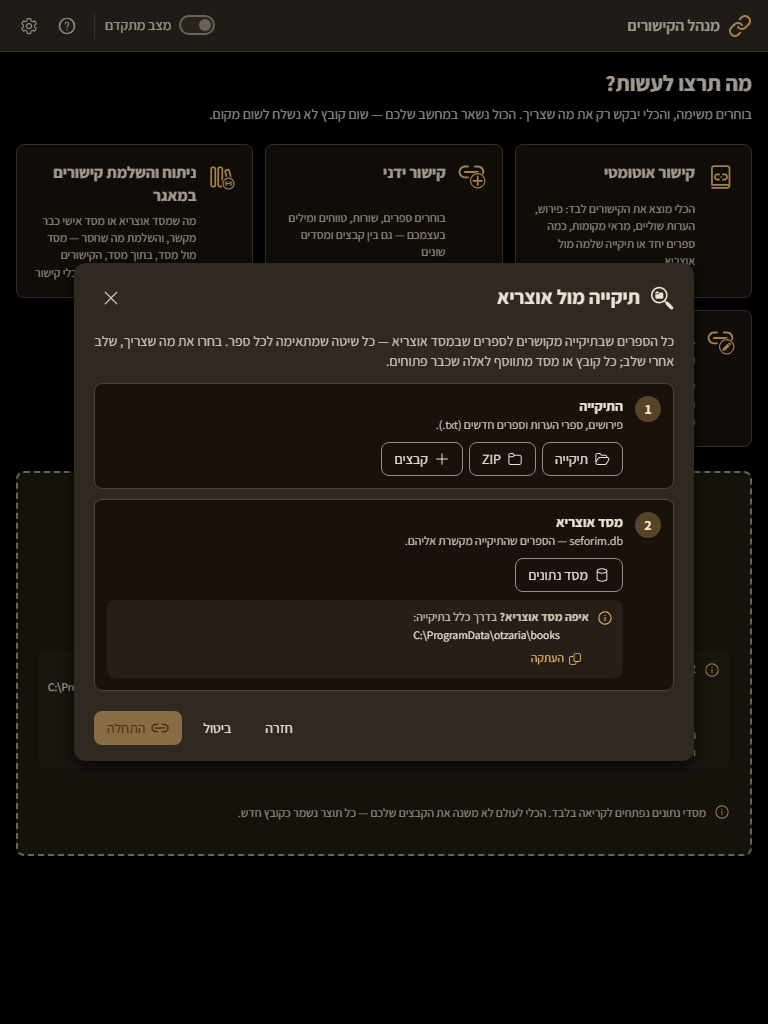 מנהל הקישורים
מצב מתקדם
מה תרצו לעשות?
בוחרים משימה, והכלי יבקש רק את מה שצריך. הכול נשאר במחשב שלכם — שום קובץ לא נשלח לשום מקום.
קישור אוטומטי
הכלי מוצא את הקישורים לבד: פירוש,
הערות שוליים, מראי מקומות, כמה
ספרים יחד או תיקייה שלמה מול
אוצריא
קישור ידני
בוחרים ספרים, שורות, טווחים ומילים
בעצמכם — גם בין קבצים ומסדים
שונים
ניתוח והשלמת קישורים
במאגר
מה שמסד אוצריא או מסד אישי כבר
מקשר, והשלמת מה שחסר — מסד
מול מסד, בתוך מסד, הקישורים
בלי קישור
תיקייה מול אוצריא
כל הספרים שבתיקייה מקושרים לספרים שבמסד אוצריא — כל שיטה שמתאימה לכל ספר. בחרו את מה שצריך, שלב
אחרי שלב; כל קובץ או מסד מתווסף לאלה שכבר פתוחים.
1
התיקייה
פירושים, ספרי הערות וספרים חדשים (txt.).
תיקייה
ZIP
קבצים
2
מסד אוצריא
seforim.db — הספרים שהתיקייה מקשרת אליהם.
מסד נתונים
איפה מסד אוצריא? בדרך כלל בתיקייה:
C:\ProgramData\otzaria\books
העתקה
חזרה
ביטול
התחלה
C:\Pro
מסדי נתונים נפתחים לקריאה בלבד. הכלי לעולם לא משנה את הקבצים שלכם — כל תוצר נשמר כקובץ חדש.